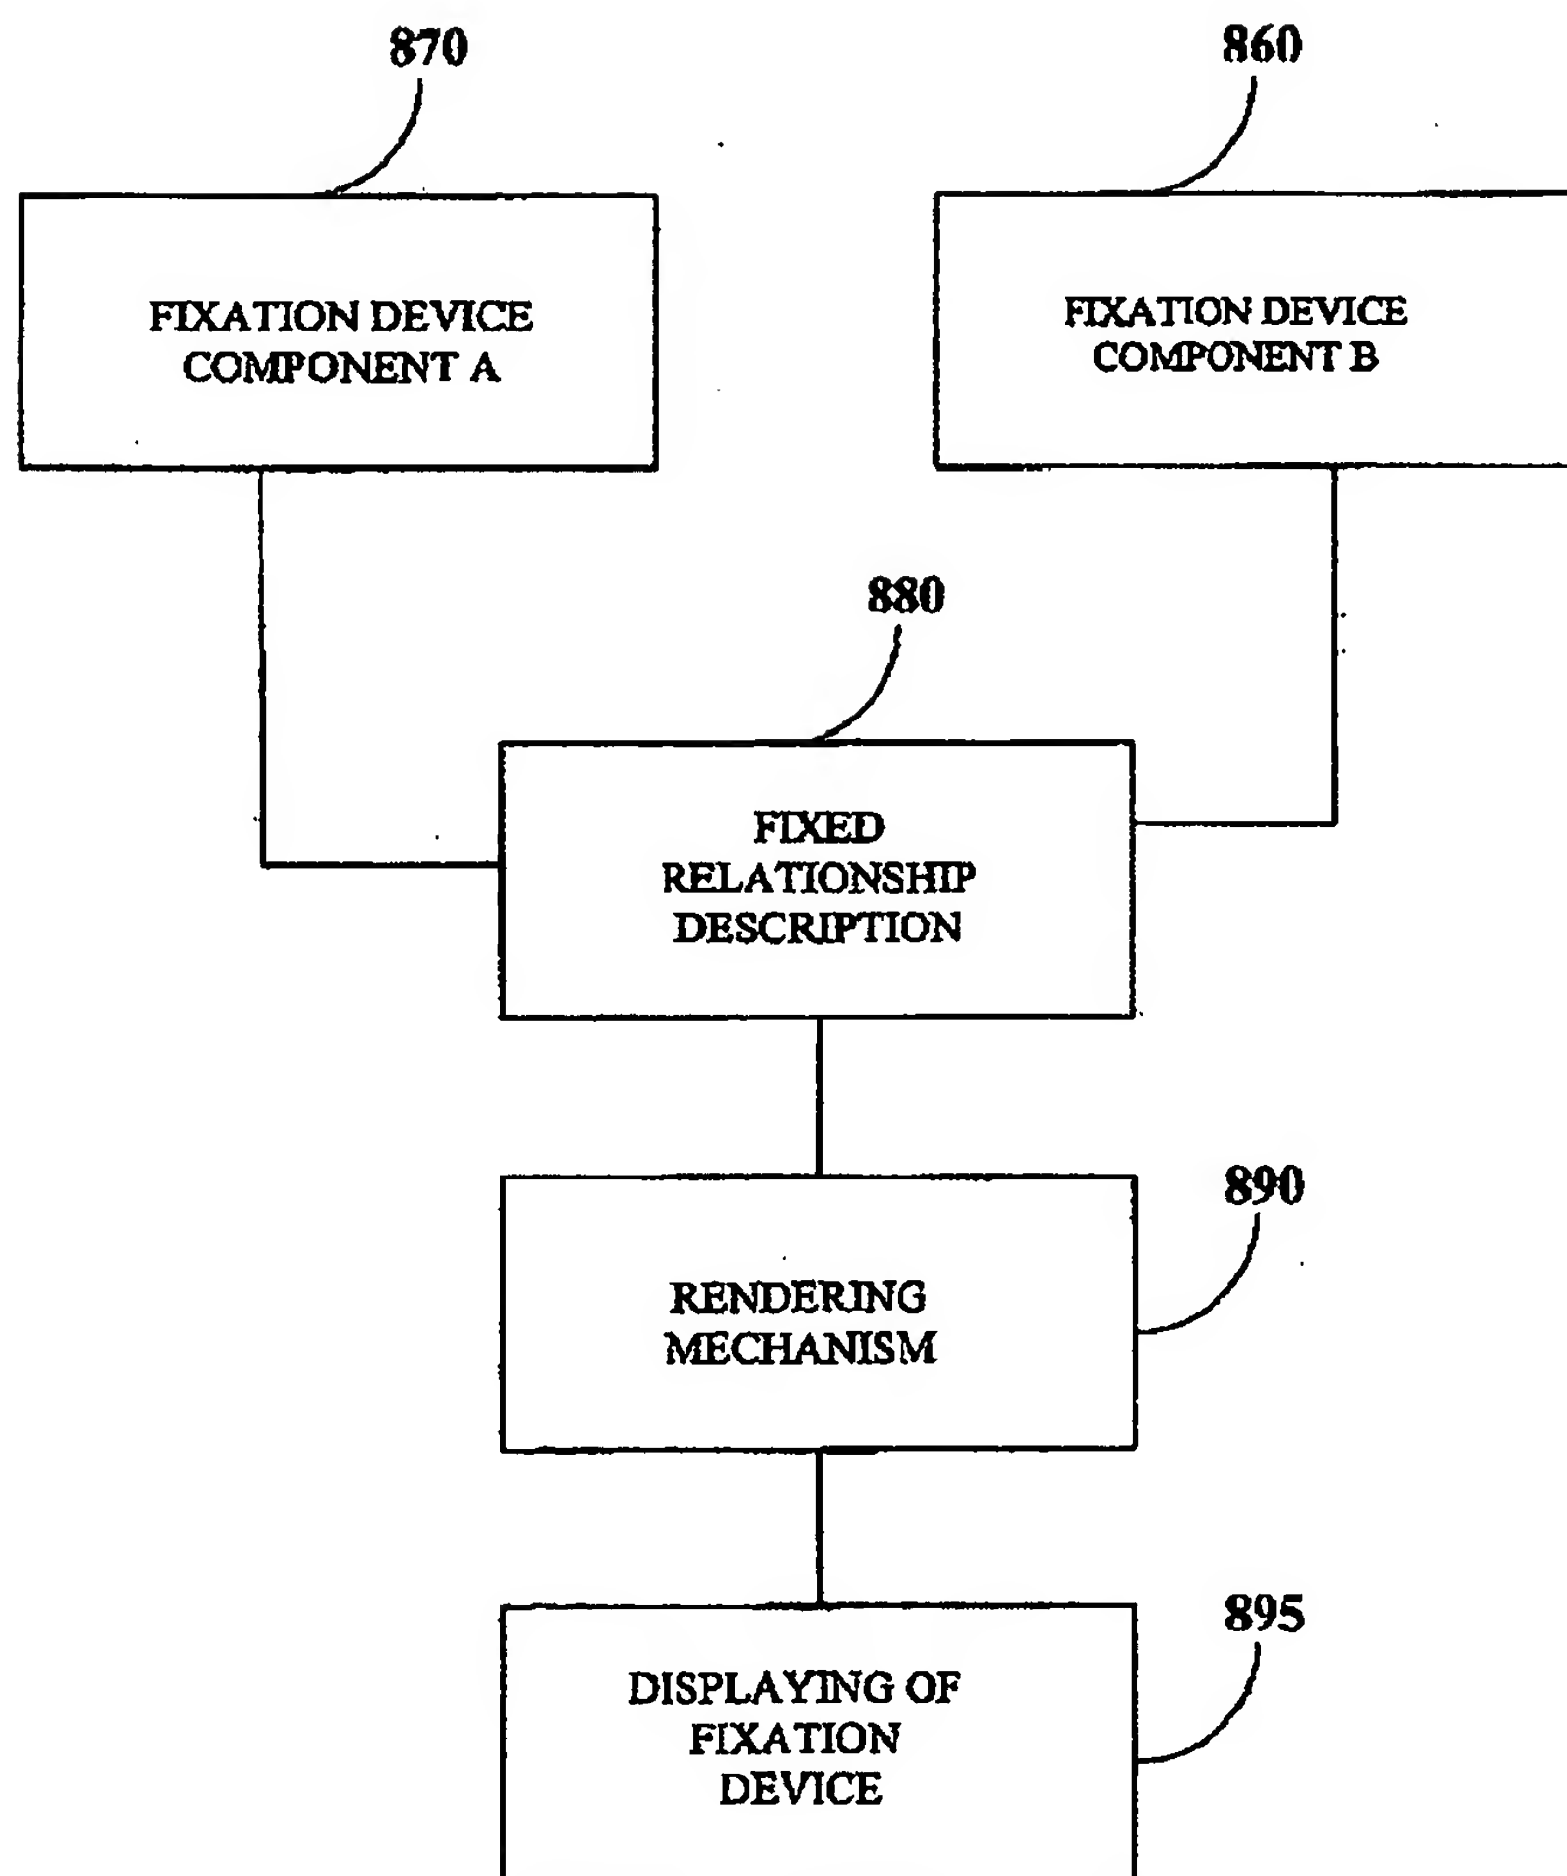 870
860
FIXATION DEVICE
COMPONENT A
FIXATION DEVICE
COMPONENT B
880
FIXED
RELATIONSHIP
DESCRIPTION
890
RENDERING
MECHANISM
895
DISPLAYING OF
FIXATION
DEVICE